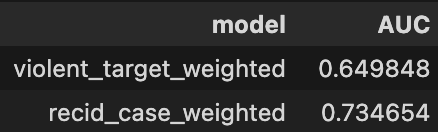 model AUC
violent_target_weighted 0.649848
recid_case_weighted 0.734654